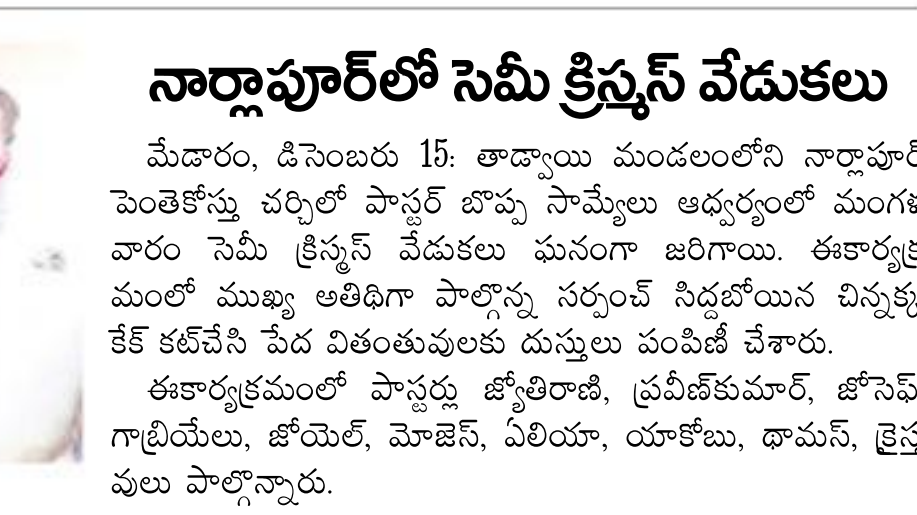 నార్లాపూర్‌లో సెమీ క్రిస్మస్ వేడుకలు
మేడారం, డిసెంబరు 15: తాడ్వాయి మండలంలోని నార్లాపూర్
పెంతెకోస్తు చర్చిలో పాస్టర్ బొప్ప సామ్యేలు ఆధ్వర్యంలో మంగళ
వారం సెమీ క్రిస్మస్ వేడుకలు ఘనంగా జరిగాయి. ఈకార్యక్ర
మంలో ముఖ్య అతిథిగా పాల్గొన్న సర్పంచ్ సిద్దబోయిన చిన్నక్క
కేక్ కట్‌చేసి పేద వితంతువులకు దుస్తులు పంపిణీ చేశారు.
ఈకార్యక్రమంలో పాస్టర్లు జ్యోతిరాణి, ప్రవీణ్‌కుమార్, జోసెఫ్
గాబ్రియేలు, జోయెల్, మోజెస్, ఏలియా, యాకోబు, థామస్, క్రైస్త
వులు పాల్గొన్నారు.